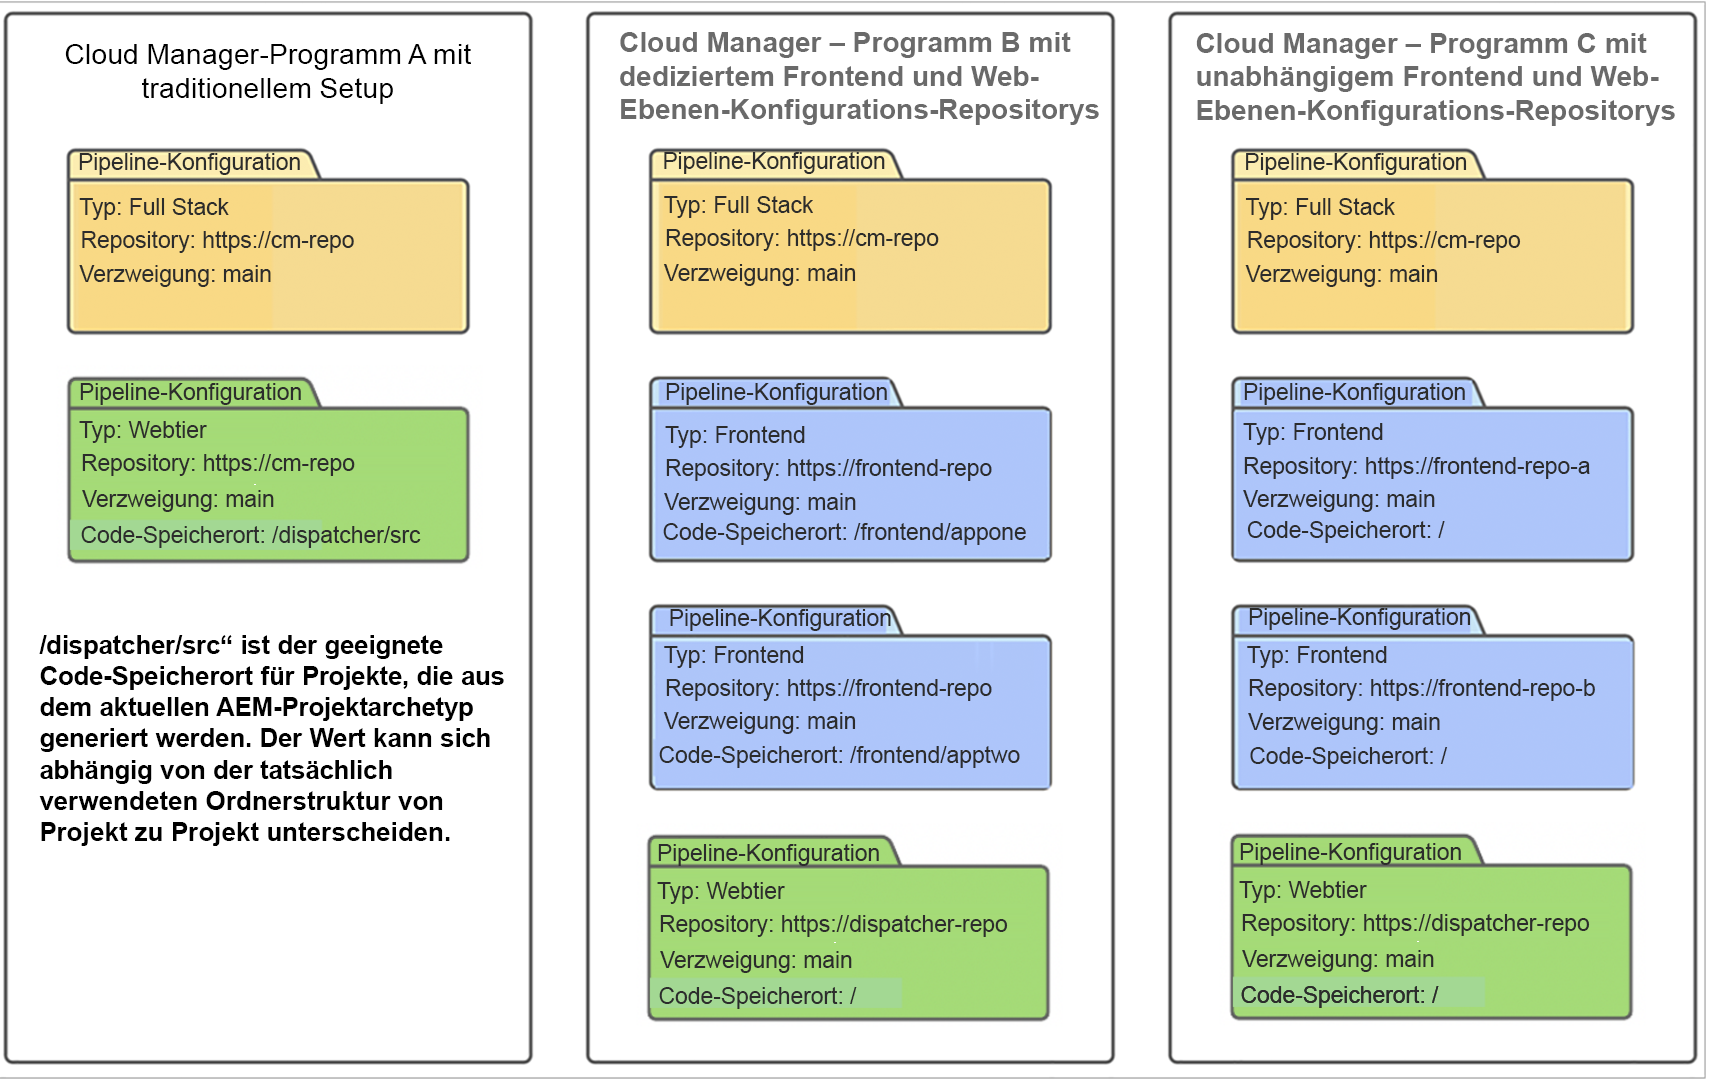 Cloud Manager-Programm A mit
traditionellem Setup
Pipeline-Konfiguration
Typ: Full Stack
Repository: https://cm-repo
Verzweigung: main
Pipeline-Konfiguration
Typ: Webtier
Repository: https://cm-repo
Verzweigung: main
Code-Speicherort: /dispatcher/src
/dispatcher/src“ ist der geeignete
Code-Speicherort für Projekte, die aus
dem aktuellen AEM-Projektarchetyp
generiert werden. Der Wert kann sich
abhängig von der tatsächlich
verwendeten Ordnerstruktur von
Projekt zu Projekt unterscheiden.
Cloud Manager – Programm B mit
dediziertem Frontend und Web-
Ebenen-Konfigurations-Repositorys
Pipeline-Konfiguration
Typ: Full Stack
Repository: https://cm-repo
Verzweigung: main
Pipeline-Konfiguration
Typ: Frontend
Repository: https://frontend-repo
Verzweigung: main
Code-Speicherort: /frontend/appone
Pipeline-Konfiguration
Typ: Frontend
Repository: https://frontend-repo
Verzweigung: main
Code-Speicherort: /frontend/apptwo
Pipeline-Konfiguration
Typ: Webtier
Repository: https://dispatcher-repo
Verzweigung: main
Code-Speicherort: /
Cloud Manager – Programm C mit
unabhängigem Frontend und Web-
Ebenen-Konfigurations-Repositorys
Pipeline-Konfiguration
Typ: Full Stack
Repository: https://cm-repo
Verzweigung: main
Pipeline-Konfiguration
Typ: Frontend
Repository: https://frontend-repo-a
Verzweigung: main
Code-Speicherort: /
Pipeline-Konfiguration
Typ: Frontend
Repository: https://frontend-repo-b
Verzweigung: main
Code-Speicherort: /
Pipeline-Konfiguration
Typ: Webtier
Repository: https://dispatcher-repo
Verzweigung: main
Code-Speicherort: /